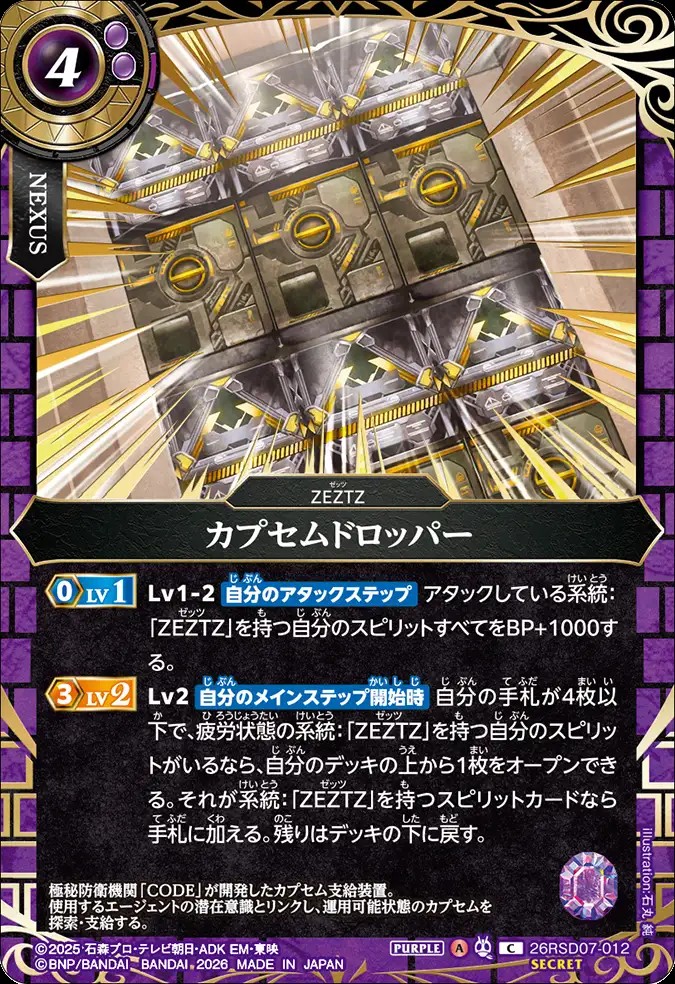 4
NEXUS
ゼッツ
ZEZTZ
カプセムドロッパー
0 LV1 Lv1-2 自分のアタックステップ アタックしている系統：
「ZEZTZ」を持つ自分のスピリットすべてをBP+1000す
る。
3 LV2 Lv2 自分のメインステップ開始時 自分の手札が4枚以
下で、疲労状態の系統：「ZEZTZ」を持つ自分のスピリッ
トがいるなら、自分のデッキの上から1枚をオープンでき
る。それが系統：「ZEZTZ」を持つスピリットカードなら
手札に加える。残りはデッキの下に戻す。
極秘防衛機関「CODE」が開発したカプセム支給装置。
使用するエージェントの潜在意識とリンクし、運用可能状態のカプセムを
探索・支給する。
illustration:石丸 純
©2025 石森プロ・テレビ朝日・ADK EM・東映
©BNP/BANDAI BANDAI 2026 MADE IN JAPAN
PURPLE A C 26RSD07-012
SECRET